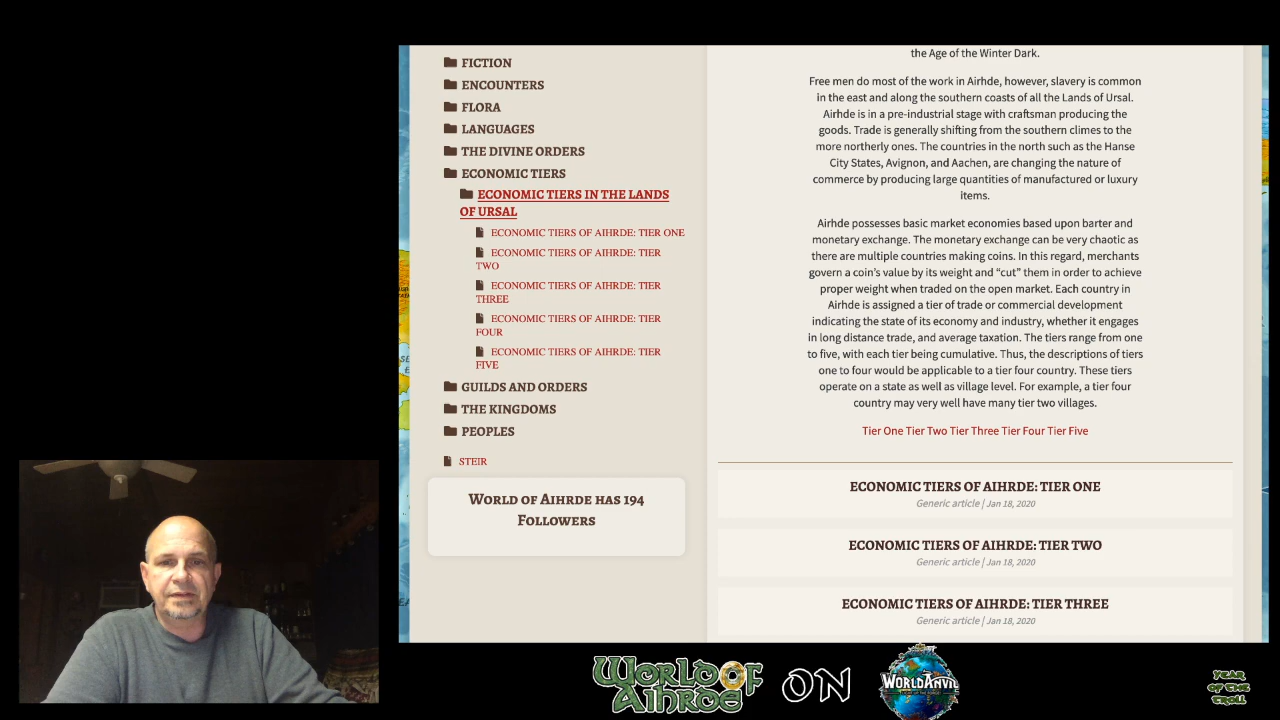 FICTION
ENCOUNTERS
FLORA
LANGUAGES
THE DIVINE ORDERS
ECONOMIC TIERS
ECONOMIC TIERS IN THE LANDS
OF URSAL
ECONOMIC TIERS OF AIHRDE: TIER ONE
ECONOMIC TIERS OF AIHRDE: TIER
TWO
ECONOMIC TIERS OF AIHRDE: TIER
THREE
ECONOMIC TIERS OF AIHRDE: TIER
FOUR
ECONOMIC TIERS OF AIHRDE: TIER
FIVE
GUILDS AND ORDERS
THE KINGDOMS
PEOPLES
STEIR
World of Aihrde has 194
Followers
the Age of the Winter Dark.
Free men do most of the work in Airhde, however, slavery is common
in the east and along the southern coasts of all the Lands of Ursal.
Airhde is in a pre-industrial stage with craftsman producing the
goods. Trade is generally shifting from the southern climes to the
more northerly ones. The countries in the north such as the Hanse
City States, Avignon, and Aachen, are changing the nature of
commerce by producing large quantities of manufactured or luxury
items.
Airhde possesses basic market economies based upon barter and
monetary exchange. The monetary exchange can be very chaotic as
there are multiple countries making coins. In this regard, merchants
govern a coin's value by its weight and “cut” them in order to achieve
proper weight when traded on the open market. Each country in
Airhde is assigned a tier of trade or commercial development
indicating the state of its economy and industry, whether it engages
in long distance trade, and average taxation. The tiers range from one
to five, with each tier being cumulative. Thus, the descriptions of tiers
one to four would be applicable to a tier four country. These tiers
operate on a state as well as village level. For example, a tier four
country may very well have many tier two villages.
Tier One Tier Two Tier Three Tier Four Tier Five
ECONOMIC TIERS OF AIHRDE: TIER ONE
Generic article | Jan 18, 2020
ECONOMIC TIERS OF AIHRDE: TIER TWO
Generic article | Jan 18, 2020
ECONOMIC TIERS OF AIHRDE: TIER THREE
Generic article | Jan 18, 2020
WORLD OF
AIHRDE
ON
WORLDANVIL
YEAR
OF THE
TROLL